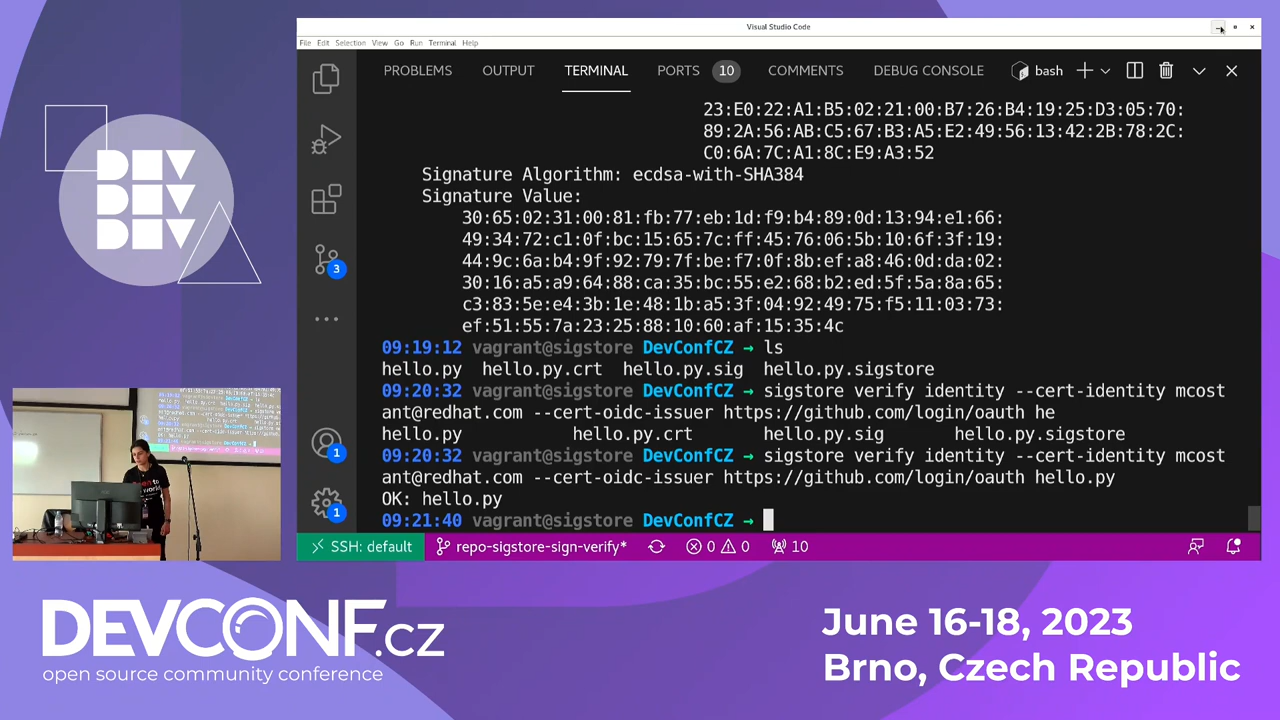 DEV
DEV
DEV
Visual Studio Code
File Edit Selection View Go Run Terminal Help
PROBLEMS OUTPUT TERMINAL PORTS 10 COMMENTS DEBUG CONSOLE bash
23:E0:22:A1:B5:02:21:00:B7:26:B4:19:25:D3:05:70:
89:2A:56:AB:C5:67:B3:A5:E2:49:56:13:42:2B:78:2C:
C0:6A:7C:A1:8C:E9:A3:52
Signature Algorithm: ecdsa-with-SHA384
Signature Value:
30:65:02:31:00:81:fb:77:eb:1d:f9:b4:89:0d:13:94:e1:66:
49:34:72:c1:0f:bc:15:65:7c:ff:45:76:06:5b:10:6f:3f:19:
44:9c:6a:b4:9f:92:79:7f:be:f7:0f:8b:ef:a8:46:0d:da:02:
30:16:a5:a9:64:88:ca:35:bc:55:e2:68:b2:ed:5f:5a:8a:65:
c3:83:5e:e4:3b:1e:48:1b:a5:3f:04:92:49:75:f5:11:03:73:
ef:51:55:7a:23:25:88:10:60:af:15:35:4c
09:19:12 vagrant@sigstore DevConfCZ → ls
hello.py hello.py.crt hello.py.sig hello.py.sigstore
09:20:32 vagrant@sigstore DevConfCZ → sigstore verify identity --cert-identity mcost
ant@redhat.com --cert-oidc-issuer https://github.com/login/oauth he
hello.py hello.py.crt hello.py.sig hello.py.sigstore
09:20:32 vagrant@sigstore DevConfCZ → sigstore verify identity --cert-identity mcost
ant@redhat.com --cert-oidc-issuer https://github.com/login/oauth hello.py
OK: hello.py
09:21:40 vagrant@sigstore DevConfCZ →
3
1
1
SSH: default repo-sigstore-sign-verify* 0 0 10
DEVCONF.cz
open source community conference
June 16-18, 2023
Brno, Czech Republic